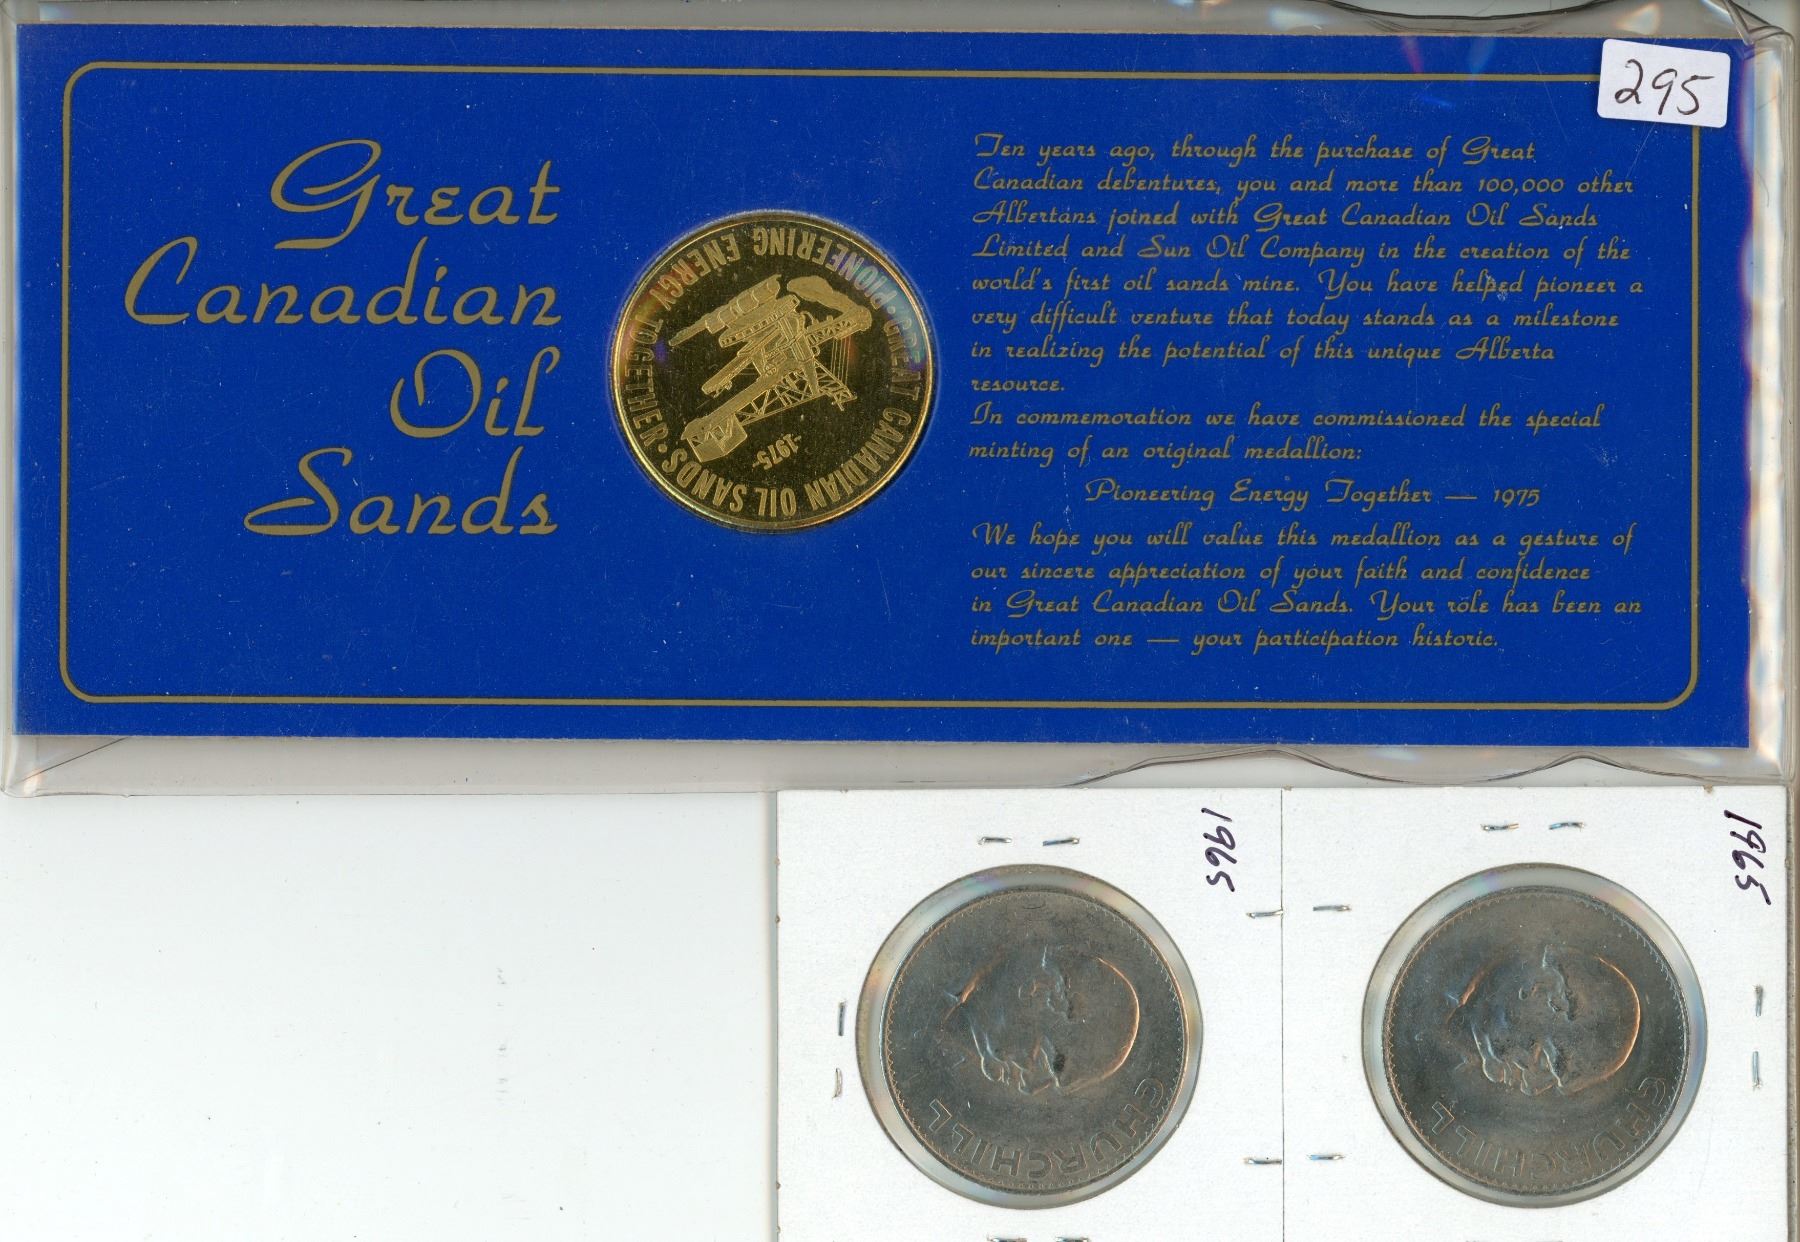 295
Great
Canadian
Oil
Sands
PIONEERING ENERGY TOGETHER · GREAT CANADIAN OIL SANDS ·
-1975-
Ten years ago, through the purchase of Great
Canadian debentures, you and more than 100,000 other
Albertans joined with Great Canadian Oil Sands
Limited and Sun Oil Company in the creation of the
world's first oil sands mine. You have helped pioneer a
very difficult venture that today stands as a milestone
in realizing the potential of this unique Alberta
resource.
In commemoration we have commissioned the special
minting of an original medallion:
Pioneering Energy Together — 1975
We hope you will value this medallion as a gesture of
our sincere appreciation of your faith and confidence
in Great Canadian Oil Sands. Your role has been an
important one — your participation historic.
1965
CHURCHILL
1965
CHURCHILL